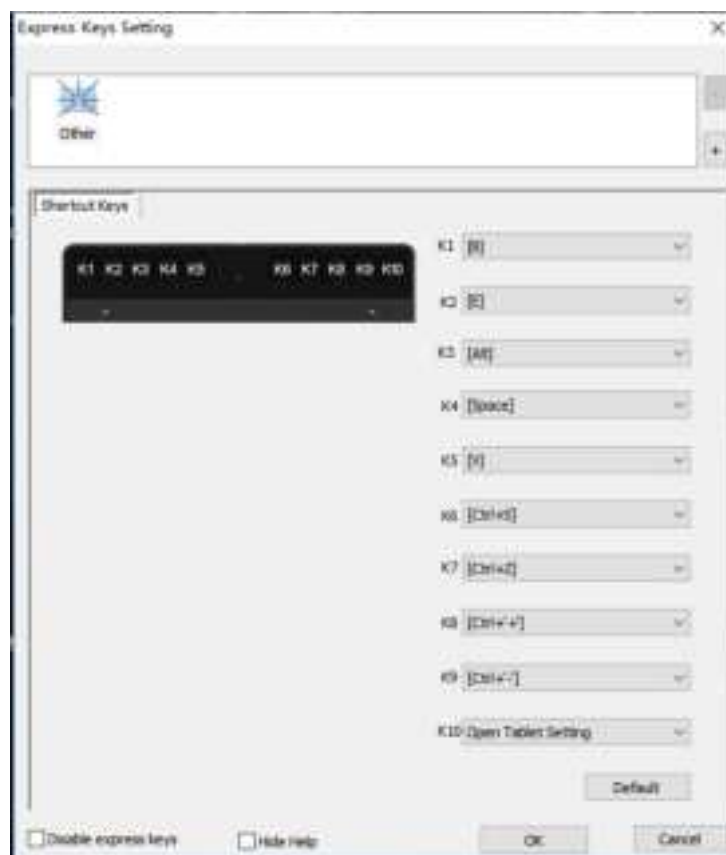 Express Keys Setting
Other
Shortcut Keys
K1 K2 K3 K4 K5 K6 K7 K8 K9 K10
K1 [B]
K2 [E]
K3 [Alt]
K4 [Space]
K5 [V]
K6 [Ctrl+S]
K7 [Ctrl+Z]
K8 [Ctrl+'+']
K9 [Ctrl+'-']
K10 Open Tablet Setting
Default
Disable express keys
Hide Help
OK
Cancel